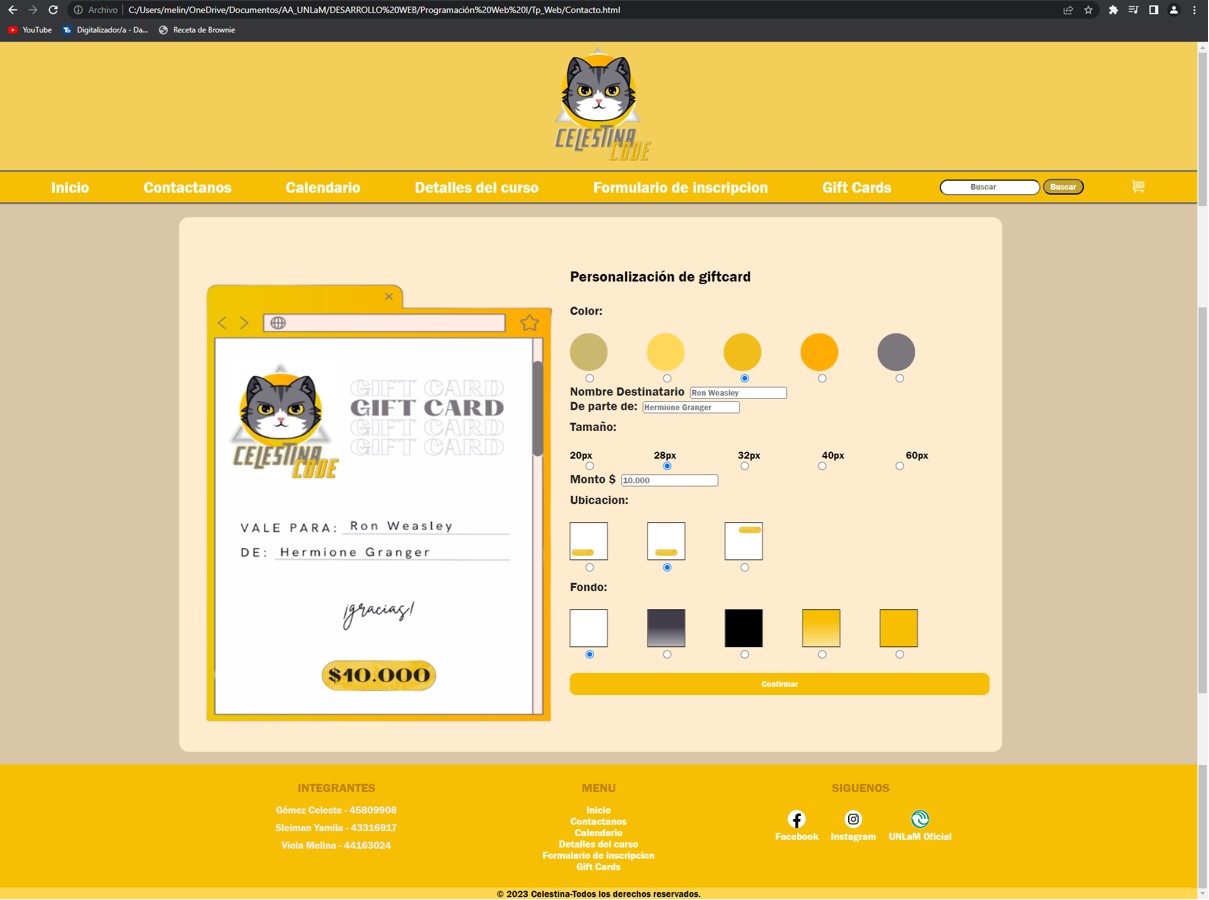 Archivo
C:/Users/melin/OneDrive/Documentos/AA_UNLaM/DESARROLLO%20WEB/Programación%20Web%20I/Tp_Web/Contacto.html
YouTube
Digitalizador/a - Da...
Receta de Brownie
CELESTINA
CODE
Inicio
Contactanos
Calendario
Detalles del curso
Formulario de inscripcion
Gift Cards
Buscar
Buscar
GIFT CARD
GIFT CARD
GIFT CARD
GIFT CARD
CELESTINA
CODE
VALE PARA: Ron Weasley
DE: Hermione Granger
¡gracias!
$10.000
Personalización de giftcard
Color:
Nombre Destinatario Ron Weasley
De parte de: Hermione Granger
Tamaño:
20px 28px 32px 40px 60px
Monto $ 10.000
Ubicacion:
Fondo:
Confirmar
INTEGRANTES
Gómez Celeste - 45809908
Sleiman Yamila - 43316917
Viola Melina - 44163024
MENU
Inicio
Contactanos
Calendario
Detalles del curso
Formulario de inscripcion
Gift Cards
SIGUENOS
Facebook
Instagram
UNLaM Oficial
© 2023 Celestina-Todos los derechos reservados.